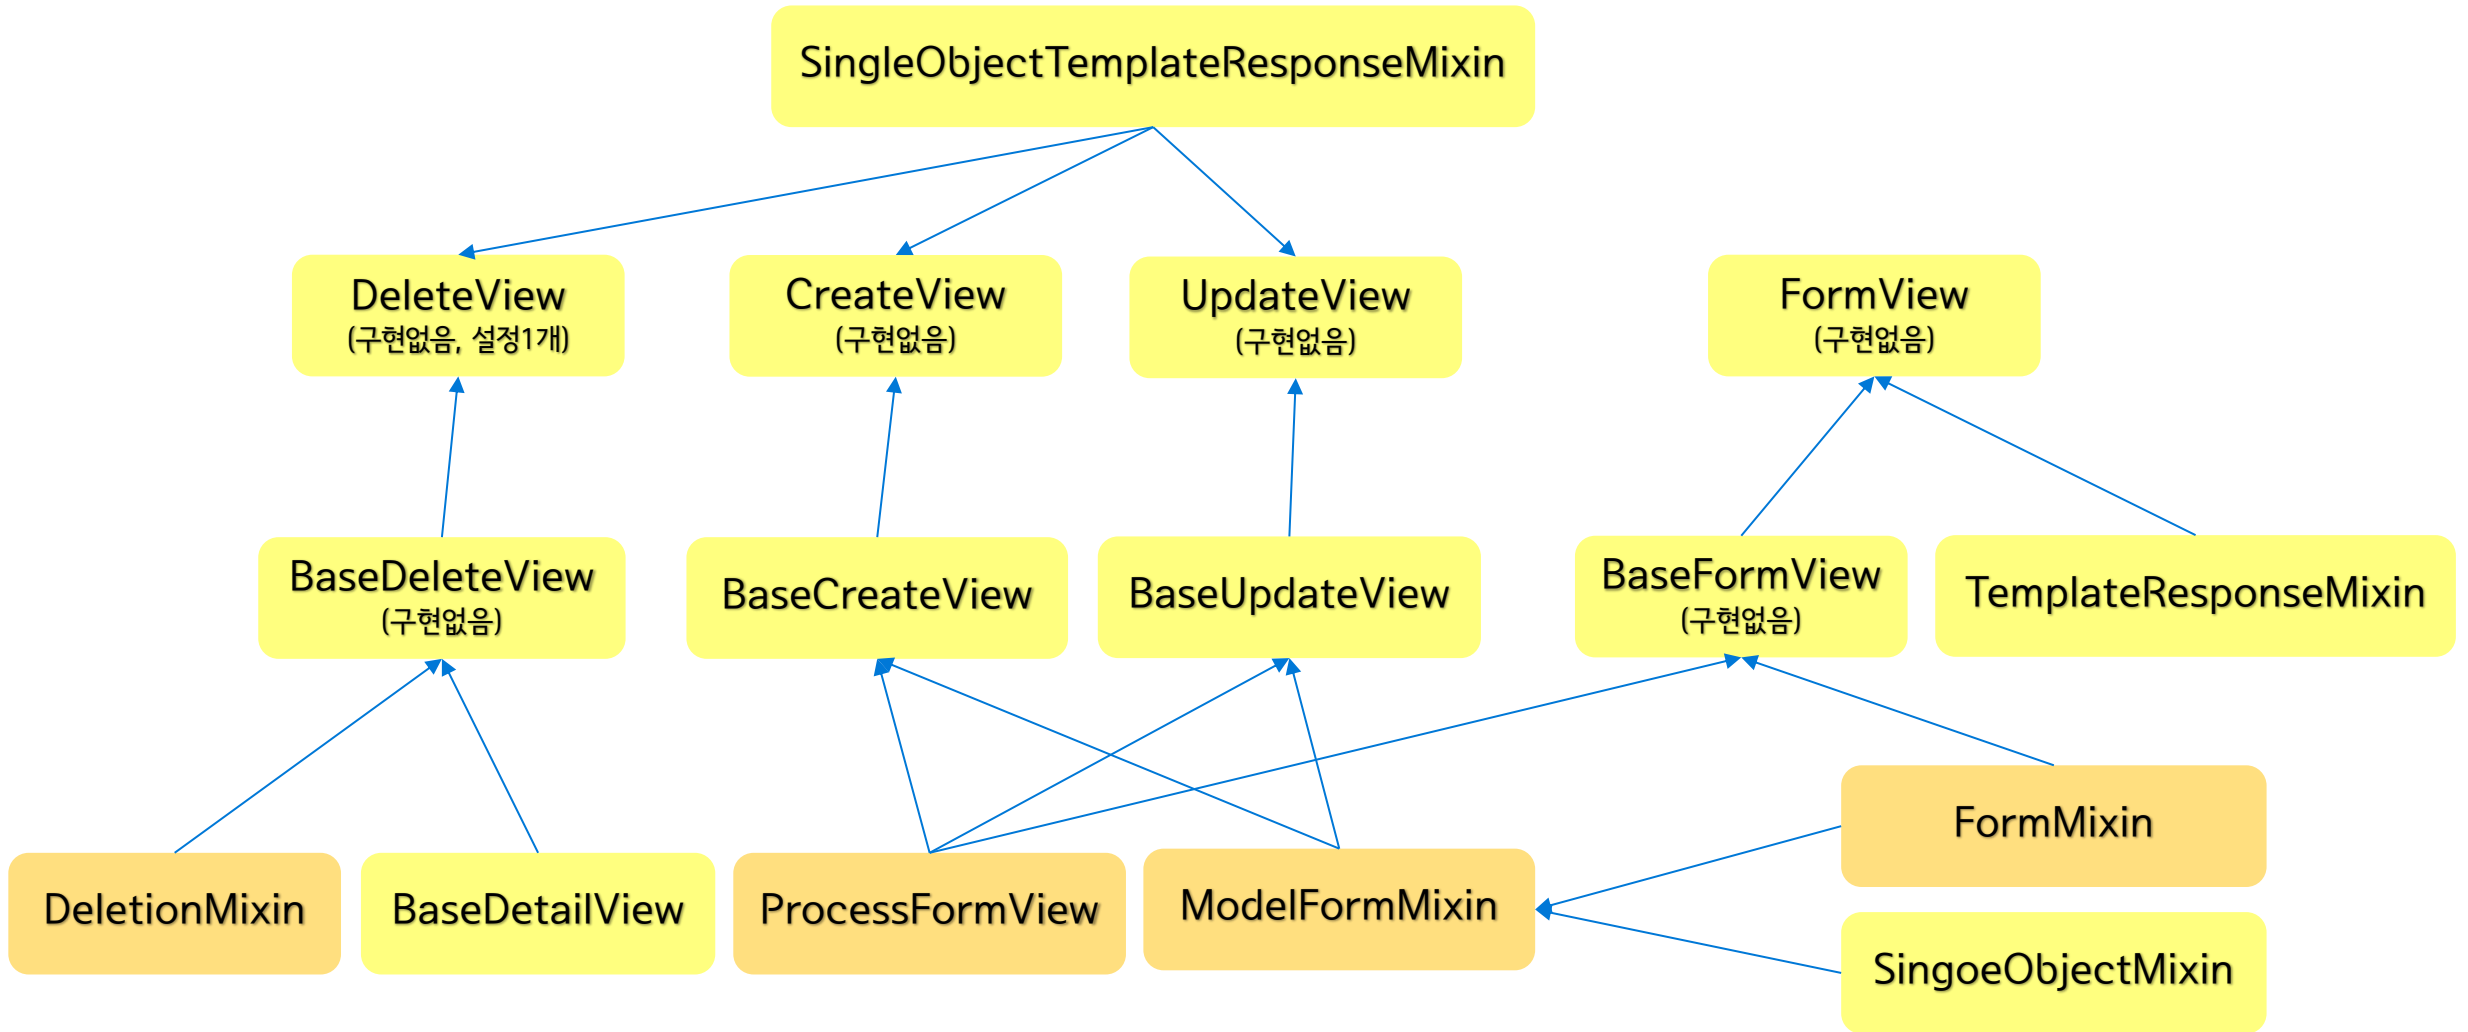 SingleObjectTemplateResponseMixin
DeleteView
(구현없음, 설정1개)
CreateView
(구현없음)
UpdateView
(구현없음)
FormView
(구현없음)
BaseDeleteView
(구현없음)
BaseCreateView
BaseUpdateView
BaseFormView
(구현없음)
TemplateResponseMixin
DeletionMixin
BaseDetailView
ProcessFormView
ModelFormMixin
FormMixin
SingoeObjectMixin